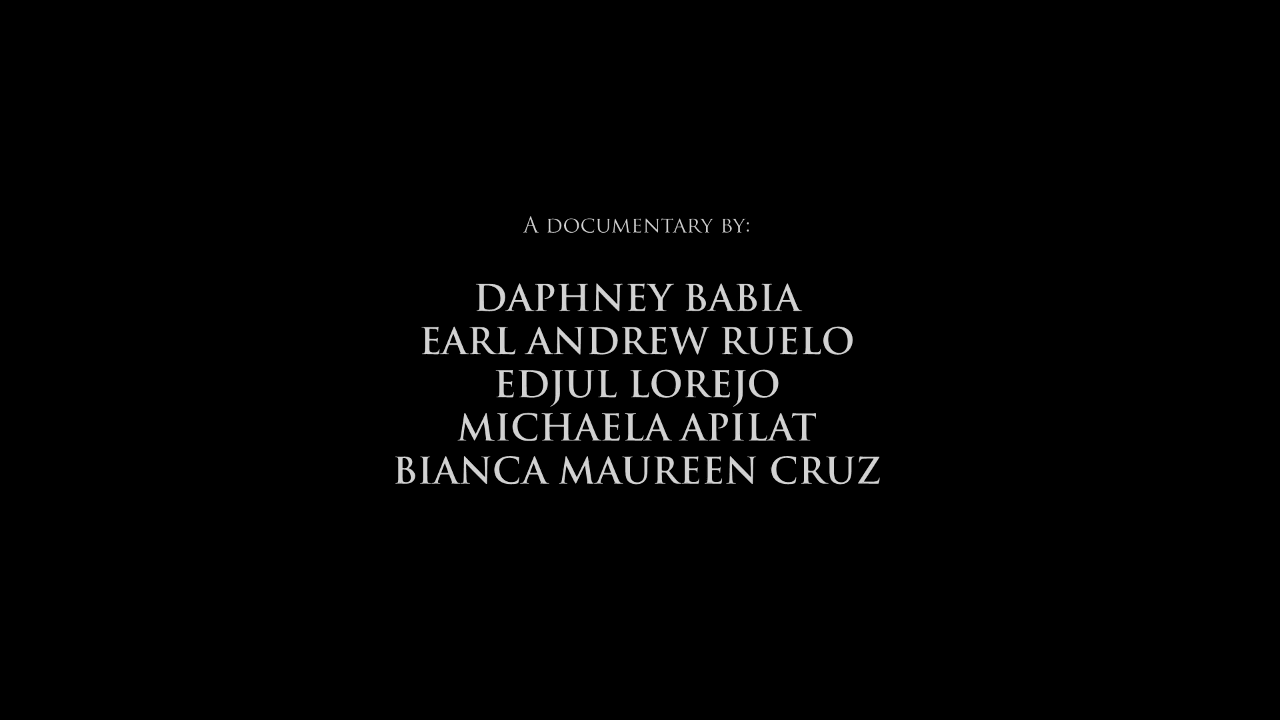 A DOCUMENTARY BY:
DAPHNEY BABIA
EARL ANDREW RUELO
EDJUL LOREJO
MICHAELA APILAT
BIANCA MAUREEN CRUZ